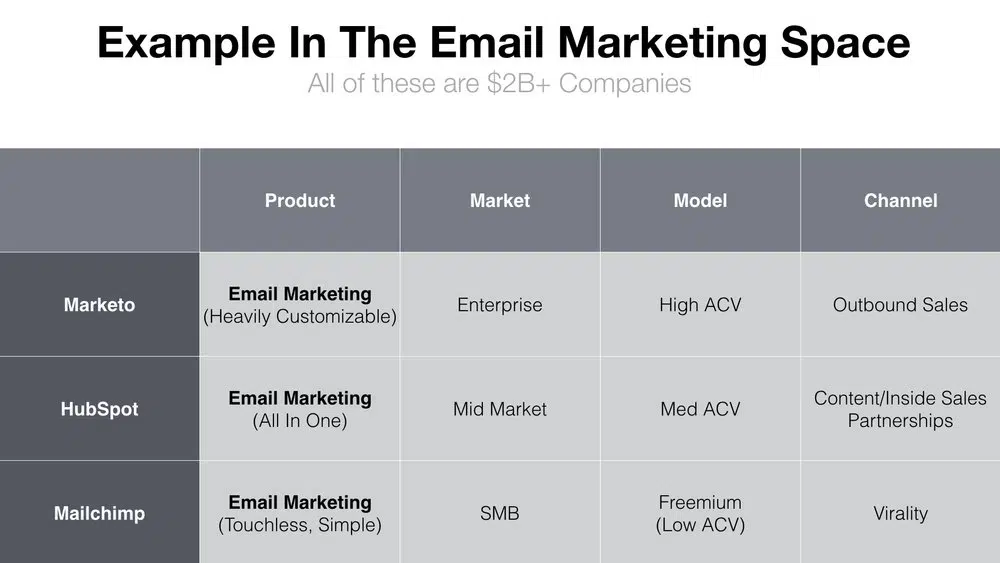 Example In The Email Marketing Space
All of these are $2B+ Companies
Product
Market
Model
Channel
Marketo
Email Marketing
(Heavily Customizable)
Enterprise
High ACV
Outbound Sales
HubSpot
Email Marketing
(All In One)
Mid Market
Med ACV
Content/Inside Sales
Partnerships
Mailchimp
Email Marketing
(Touchless, Simple)
SMB
Freemium
(Low ACV)
Virality